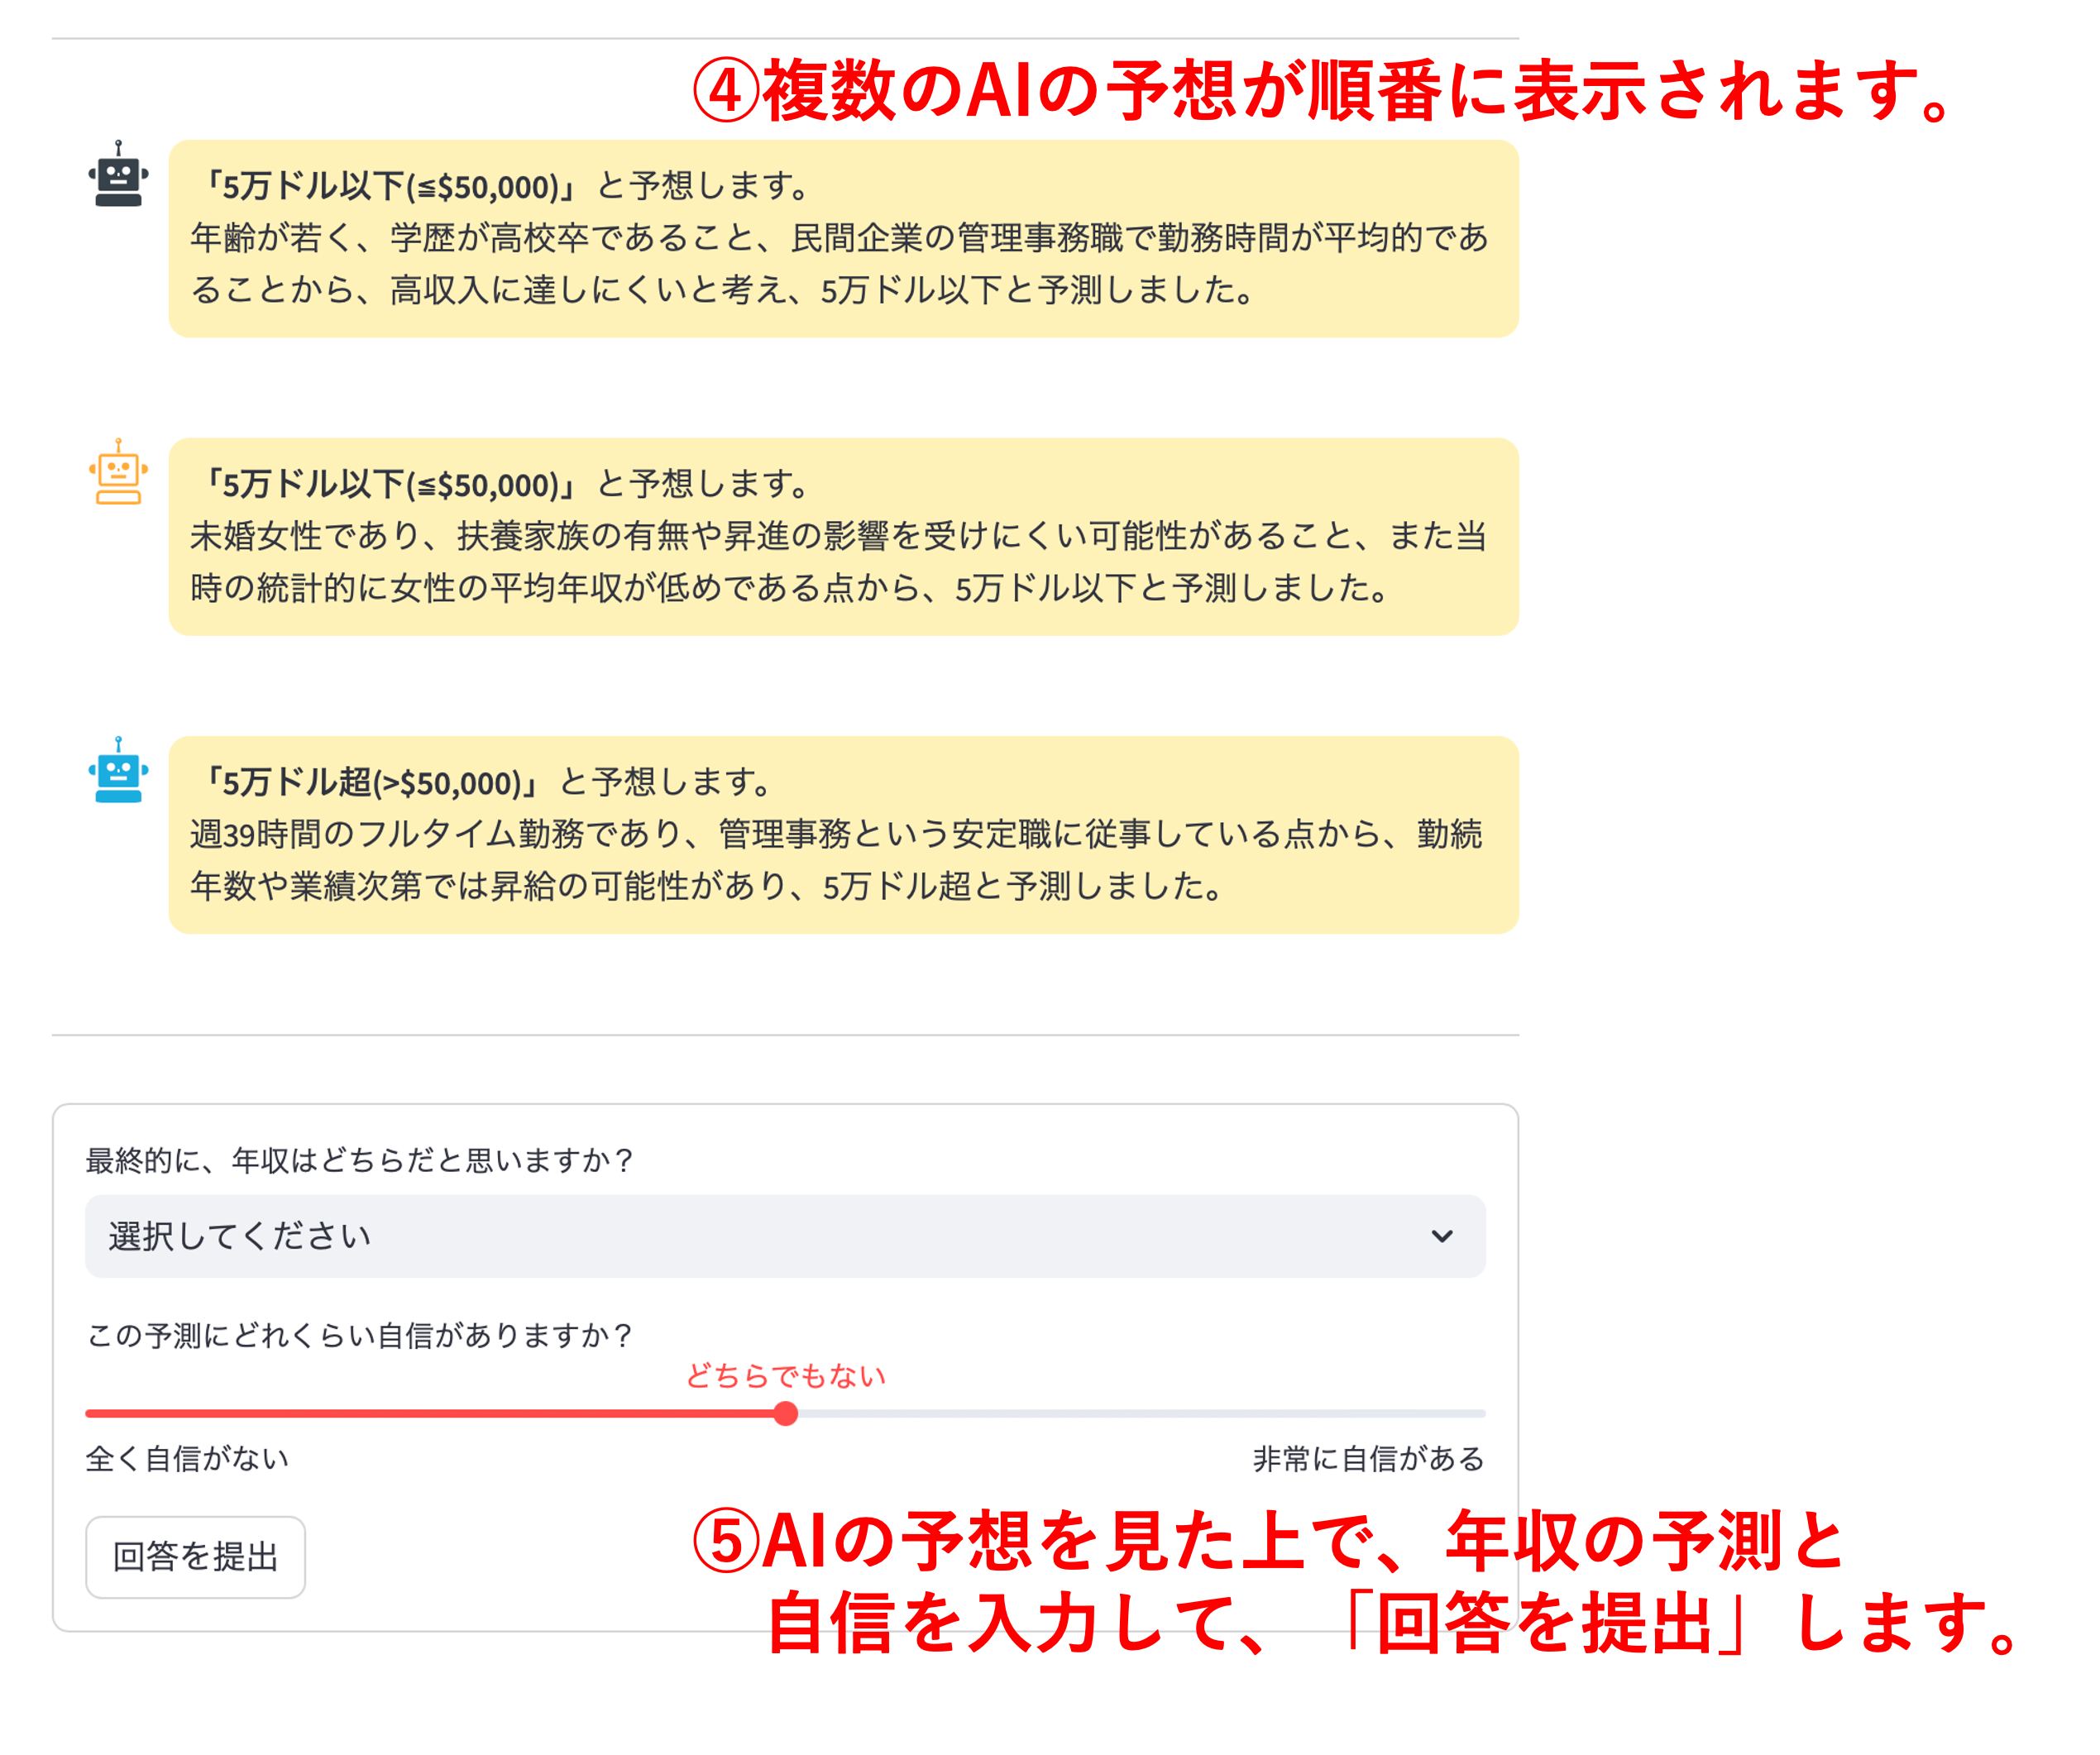 ④複数のAIの予想が順番に表示されます。
「5万ドル以下(≦$50,000)」と予想します。
年齢が若く、学歴が高校卒であること、民間企業の管理事務職で勤務時間が平均的であ
ることから、高収入に達しにくいと考え、5万ドル以下と予測しました。
「5万ドル以下(≦$50,000)」と予想します。
未婚女性であり、扶養家族の有無や昇進の影響を受けにくい可能性があること、また当
時の統計的に女性の平均年収が低めである点から、5万ドル以下と予測しました。
「5万ドル超(>$50,000)」と予想します。
週39時間のフルタイム勤務であり、管理事務という安定職に従事している点から、勤続
年数や業績次第では昇給の可能性があり、5万ドル超と予測しました。
最終的に、年収はどちらだと思いますか？
選択してください
この予測にどれくらい自信がありますか？
どちらでもない
全く自信がない
非常に自信がある
回答を提出
⑤AIの予想を見た上で、年収の予測と
自信を入力して、「回答を提出」します。